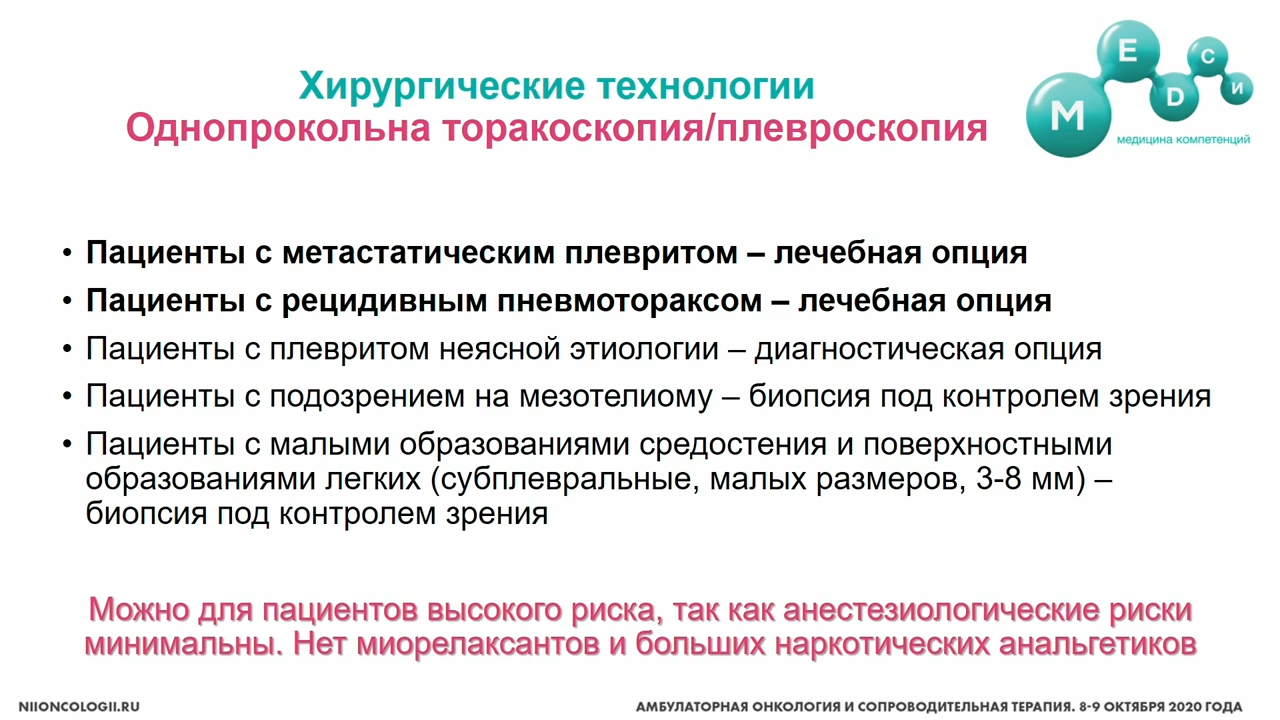 Хирургические технологии
Однопрокольна торакоскопия/плевроскопия
М Е D С И
медицина компетенций
• Пациенты с метастатическим плевритом – лечебная опция
• Пациенты с рецидивным пневмотораксом – лечебная опция
• Пациенты с плевритом неясной этиологии – диагностическая опция
• Пациенты с подозрением на мезотелиому – биопсия под контролем зрения
• Пациенты с малыми образованиями средостения и поверхностными
образованиями легких (субплевральные, малых размеров, 3-8 мм) –
биопсия под контролем зрения
Можно для пациентов высокого риска, так как анестезиологические риски
минимальны. Нет миорелаксантов и больших наркотических анальгетиков
NIIONCOLOGII.RU
АМБУЛАТОРНАЯ ОНКОЛОГИЯ И СОПРОВОДИТЕЛЬНАЯ ТЕРАПИЯ. 8-9 ОКТЯБРЯ 2020 ГОДА